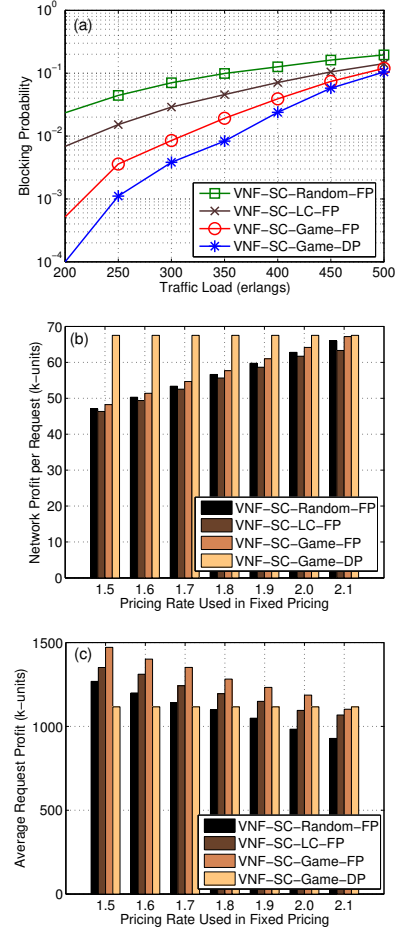 (a)
10^0
10^−1
10^−2
10^−3
10^−4
Blocking Probability
VNF−SC−Random−FP
VNF−SC−LC−FP
VNF−SC−Game−FP
VNF−SC−Game−DP
200 250 300 350 400 450 500
Traffic Load (erlangs)
(b)
70
60
50
40
30
20
10
0
Network Profit per Request (k−units)
VNF−SC−Random−FP
VNF−SC−LC−FP
VNF−SC−Game−FP
VNF−SC−Game−DP
1.5 1.6 1.7 1.8 1.9 2.0 2.1
Pricing Rate Used in Fixed Pricing
(c)
1500
1000
500
0
Average Request Profit (k−units)
VNF−SC−Random−FP
VNF−SC−LC−FP
VNF−SC−Game−FP
VNF−SC−Game−DP
1.5 1.6 1.7 1.8 1.9 2.0 2.1
Pricing Rate Used in Fixed Pricing